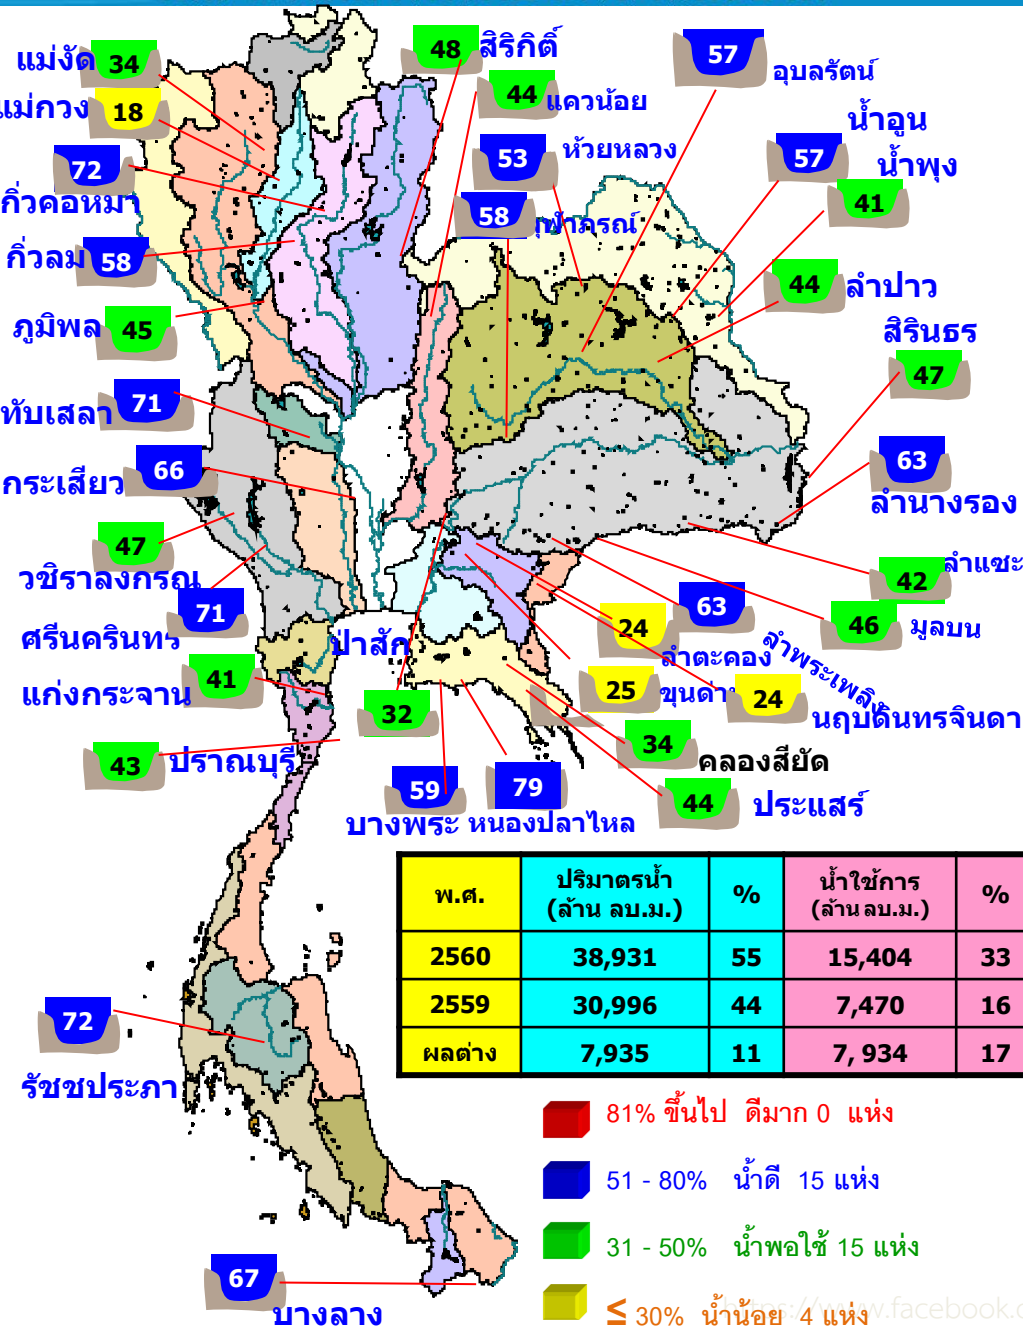 แม่งัด 34
แม่กวง 18
72
กิ่วคอหมา
กิ่วลม 58
ภูมิพล 45
ทับเสลา 71
กระเสียว 66
47
วชิราลงกรณ
71
ศรีนครินทร
แก่งกระจาน 41
43 ปราณบุรี
48 สิริกิติ์
44 แควน้อย
53 ห้วยหลวง
58
57 อุบลรัตน์
น้ำอูน
57 น้ำพุง
41
44 ลำปาว
สิรินธร
47
63
ลำนางรอง
42 ลำแชะ
46 มูลบน
63
ลำพระเพลิง
24
ลำตะคอง
25
24
นฤบดินทรจินดา
34
คลองสียัด
44 ประแสร์
ป่าสัก
32
59
บางพระ
79
หนองปลาไหล
พ.ศ. ปริมาตรน้ำ (ล้าน ลบ.ม.) % น้ำใช้การ (ล้าน ลบ.ม.) %
2560 38,931 55 15,404 33
2559 30,996 44 7,470 16
ผลต่าง 7,935 11 7, 934 17
72
รัชชประภา
67
บางลาง
81% ขึ้นไป ดีมาก 0 แห่ง
51 - 80% น้ำดี 15 แห่ง
31 - 50% น้ำพอใช้ 15 แห่ง
≤ 30% น้ำน้อย 4 แห่ง